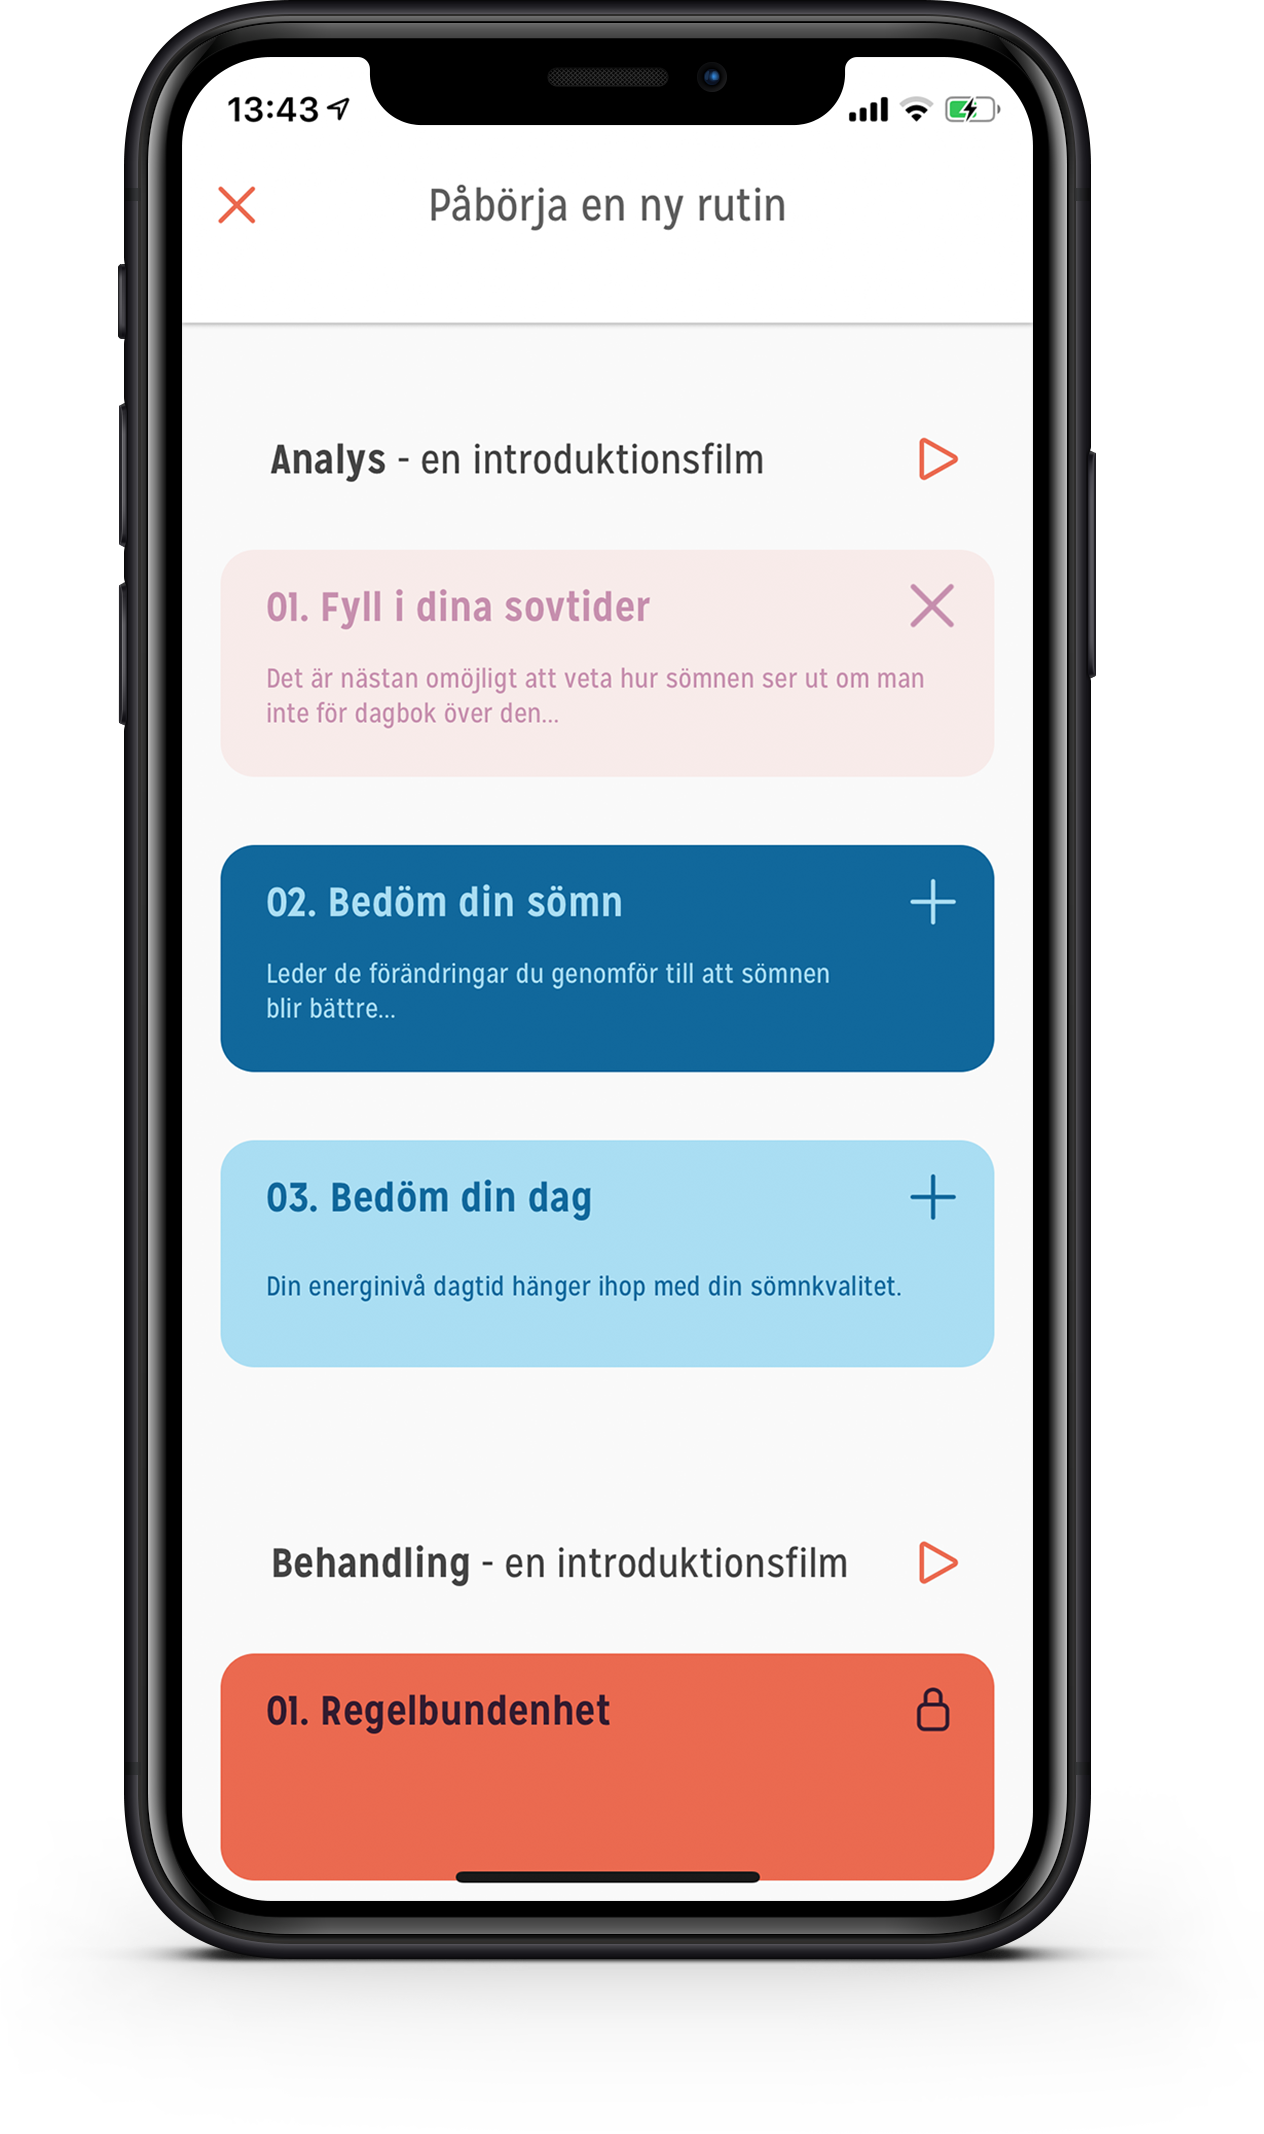 13:43
Påbörja en ny rutin
Analys - en introduktionsfilm
01. Fyll i dina sovtider
Det är nästan omöjligt att veta hur sömnen ser ut om man
inte för dagbok över den...
02. Bedöm din sömn
Leder de förändringar du genomför till att sömnen
blir bättre...
03. Bedöm din dag
Din energinivå dagtid hänger ihop med din sömnkvalitet.
Behandling - en introduktionsfilm
01. Regelbundenhet